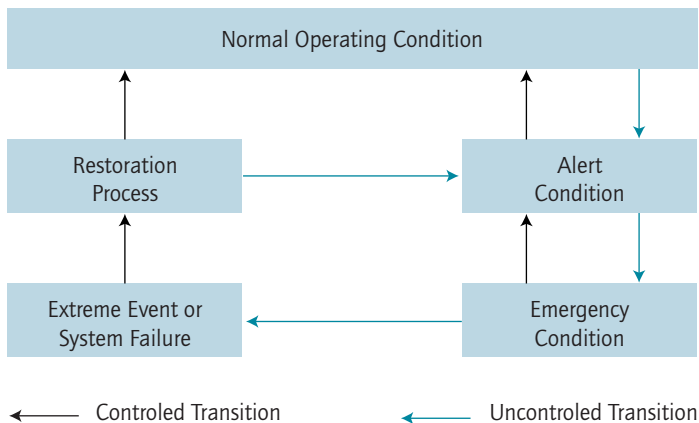 Normal Operating Condition
Restoration
Process
Alert
Condition
Extreme Event or
System Failure
Emergency
Condition
Controled Transition
Uncontroled Transition